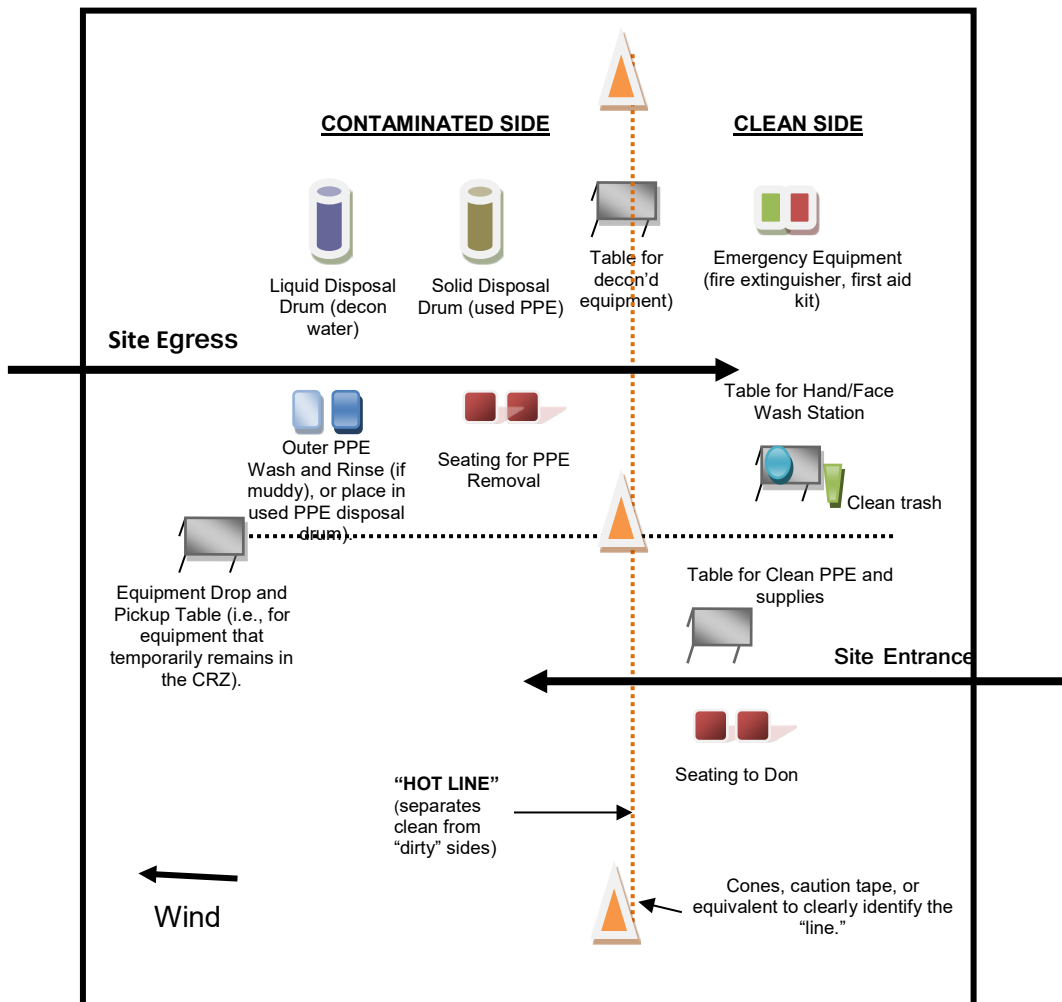 CONTAMINATED SIDE
CLEAN SIDE
Liquid Disposal
Drum (decon
water)
Solid Disposal
Drum (used PPE)
Table for
decon’d
equipment)
Emergency Equipment
(fire extinguisher, first aid
kit)
Site Egress
Outer PPE
Wash and Rinse (if
muddy), or place in
used PPE disposal
drum).
Seating for PPE
Removal
Table for Hand/Face
Wash Station
Clean trash
Equipment Drop and
Pickup Table (i.e., for
equipment that
temporarily remains in
the CRZ).
Table for Clean PPE and
supplies
Site Entrance
Seating to Don
“HOT LINE”
(separates
clean from
“dirty” sides)
Wind
Cones, caution tape, or
equivalent to clearly identify the
“line.”